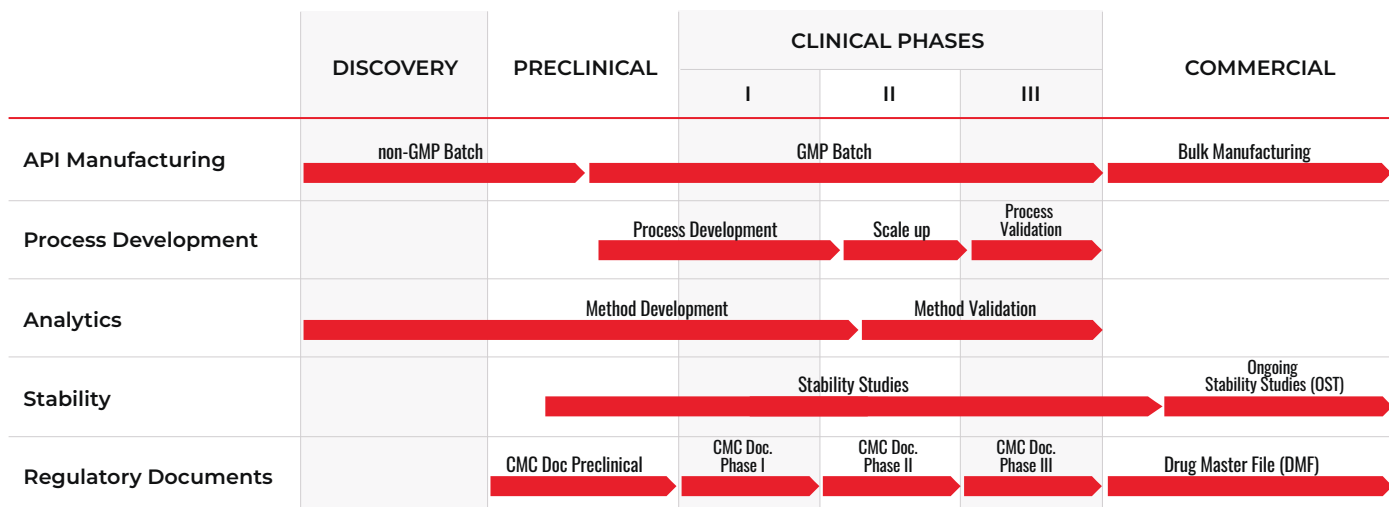 CLINICAL PHASES
DISCOVERY
PRECLINICAL
COMMERCIAL
I
II
III
API Manufacturing
non-GMP Batch
GMP Batch
Bulk Manufacturing
Process Development
Process Development
Scale up
Process
Validation
Analytics
Method Development
Method Validation
Stability
Stability Studies
Ongoing
Stability Studies (OST)
Regulatory Documents
CMC Doc Preclinical
CMC Doc.
Phase I
CMC Doc.
Phase II
CMC Doc.
Phase III
Drug Master File (DMF)